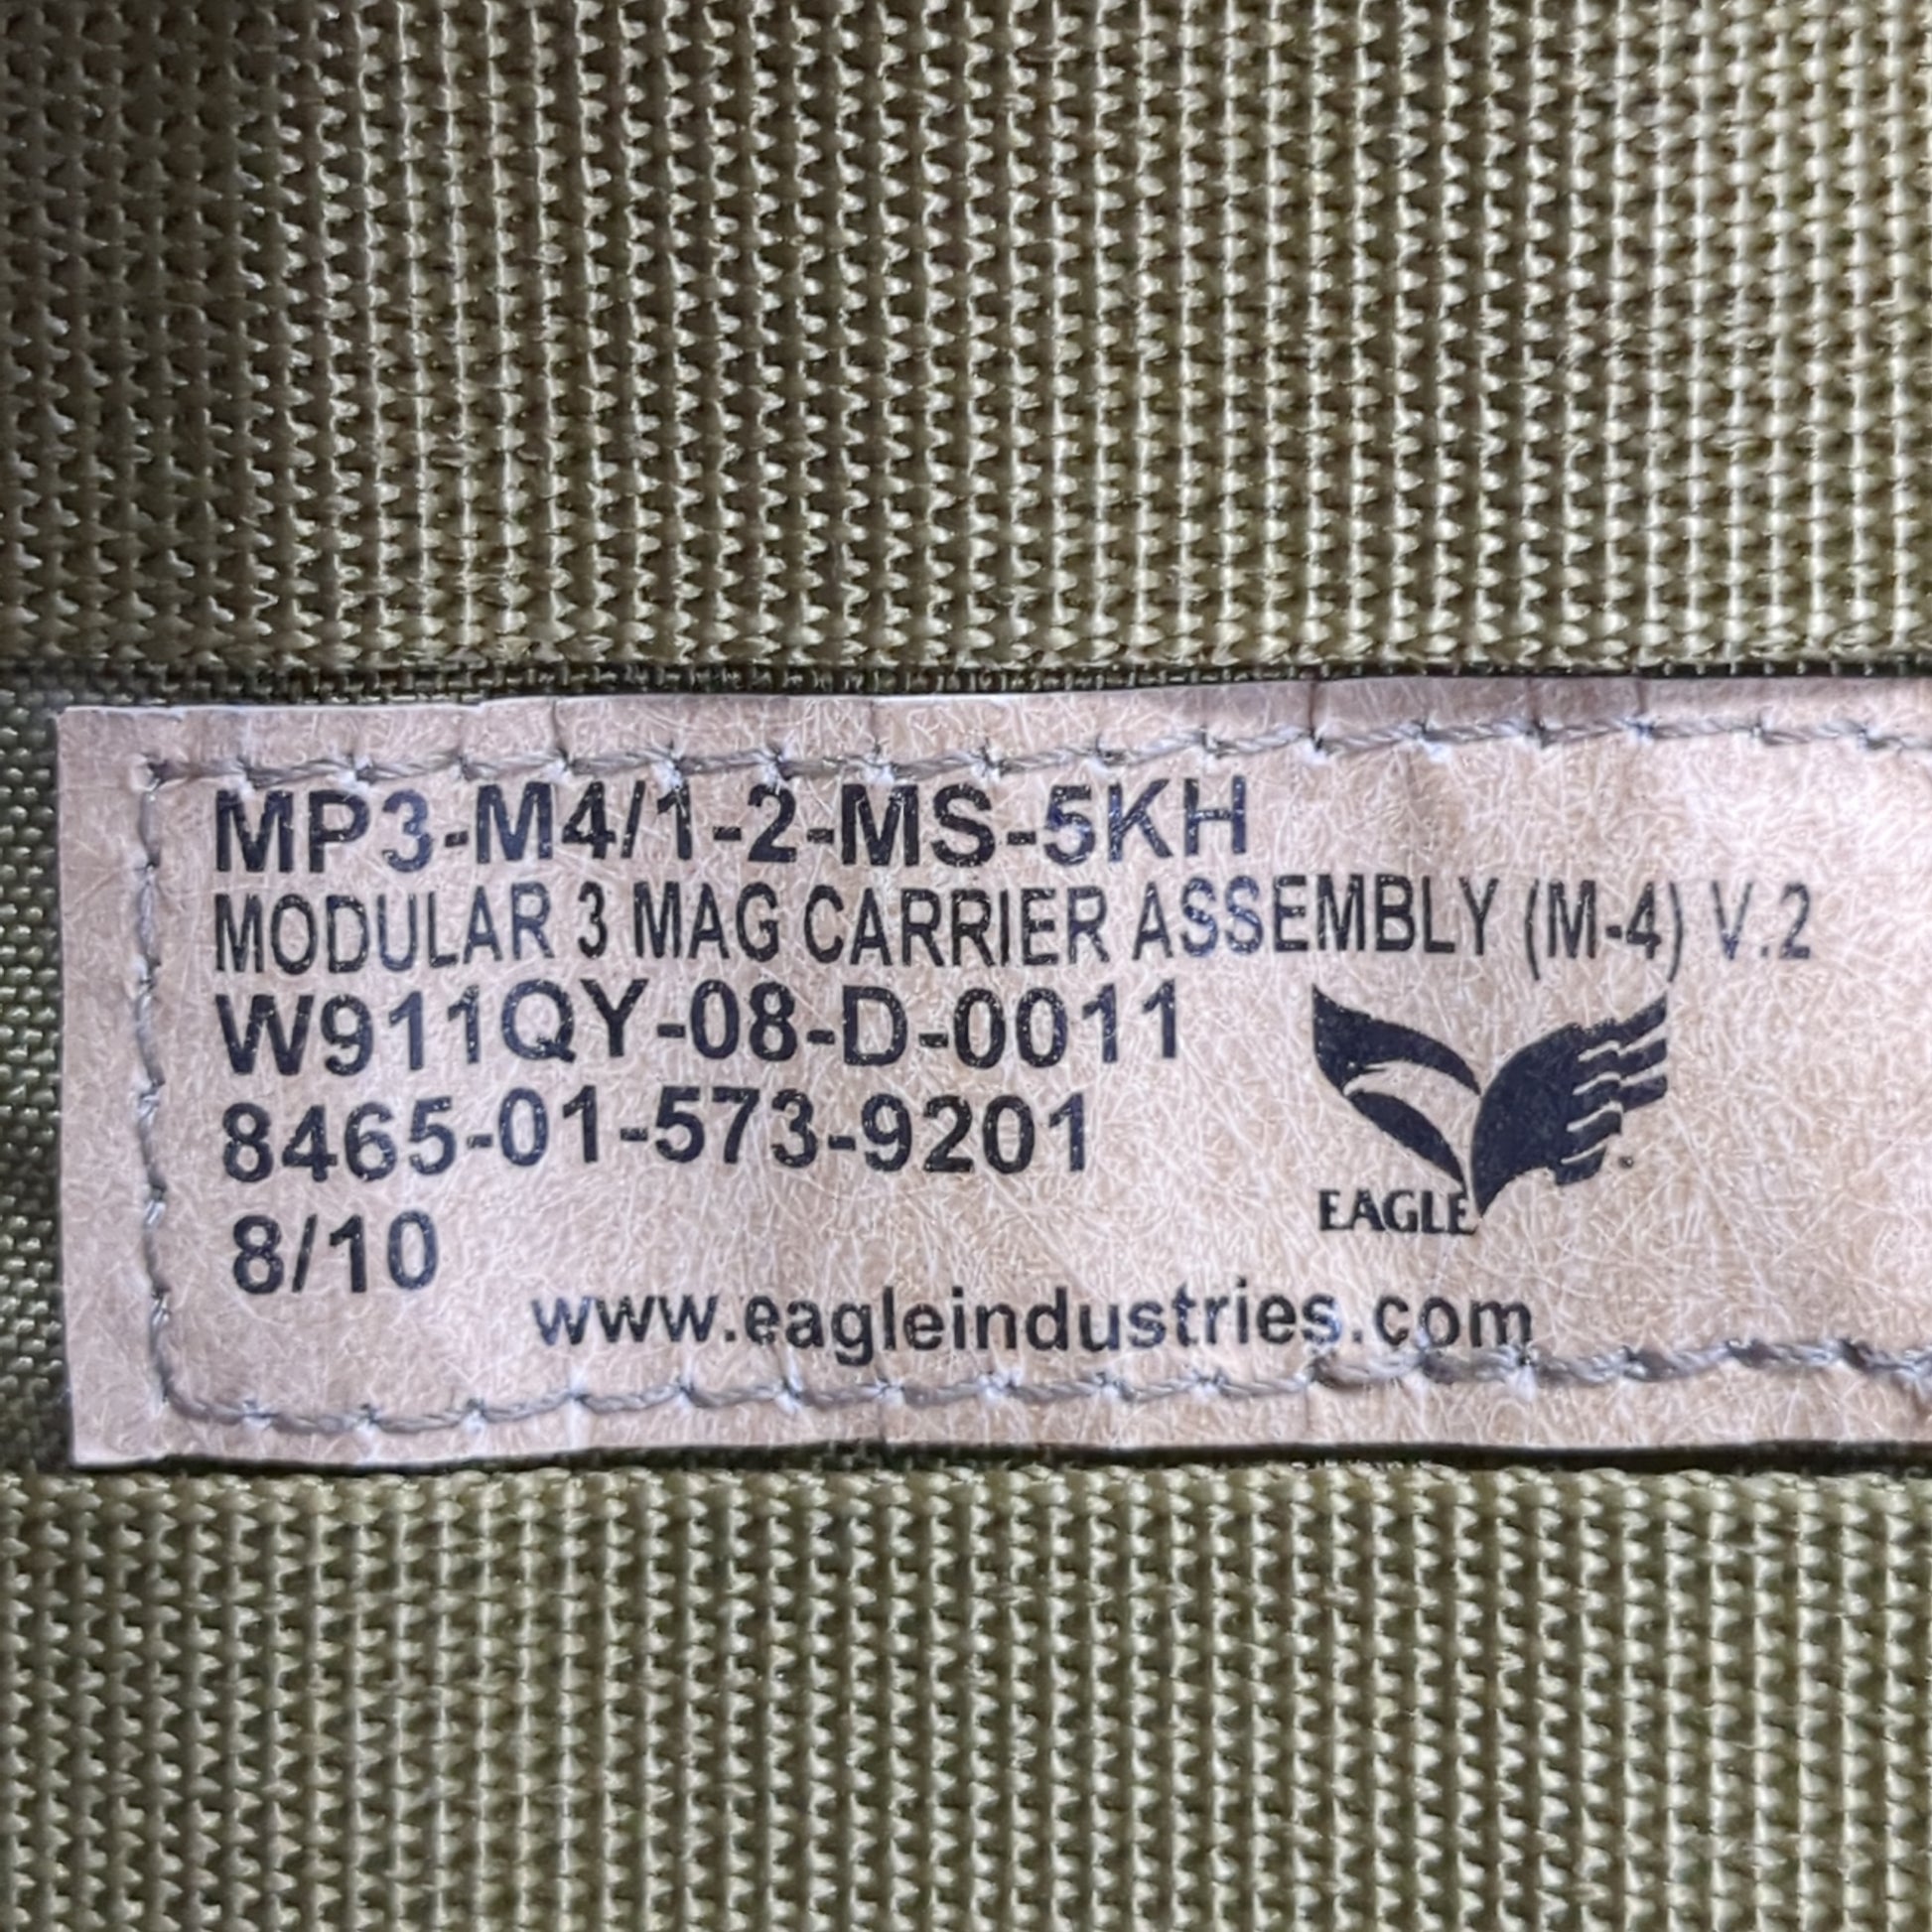 MP3-M4/1-2-MS-5KH
MODULAR 3 MAG CARRIER ASSEMBLY (M-4) V.2
W911QY-08-D-0011
8465-01-573-9201
8/10
EAGLE
www.eagleindustries.com